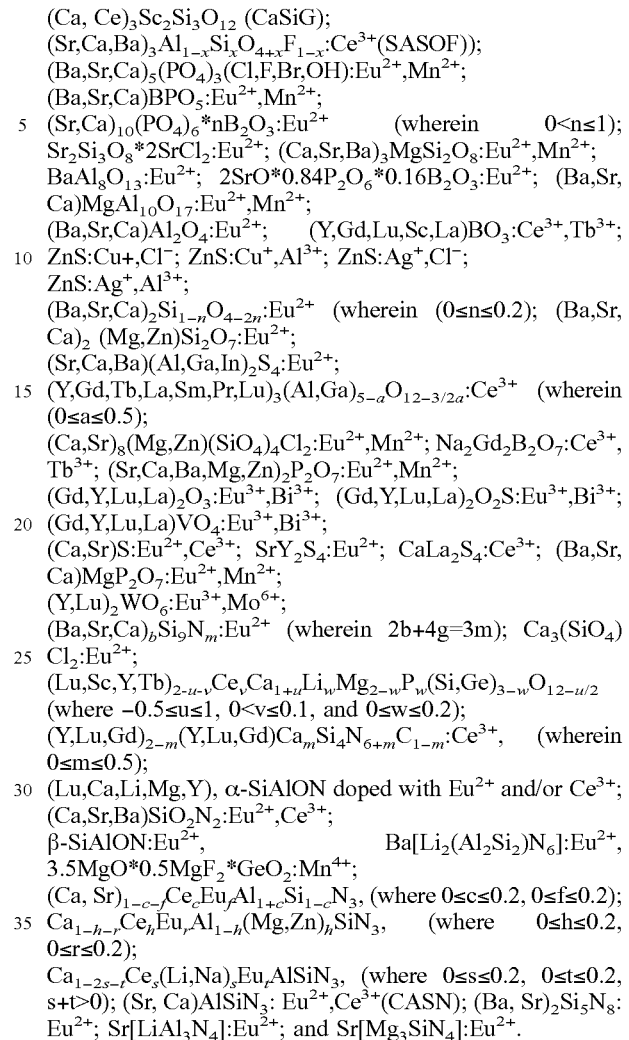 (Ca, Ce)₃Sc₂Si₃O₁₂ (CaSiG);
(Sr,Ca,Ba)₃Al₁₋ₓSiₓO₄₊ₓF₁₋ₓ:Ce³⁺(SASOF));
(Ba,Sr,Ca)₅(PO₄)₃(Cl,F,Br,OH):Eu²⁺,Mn²⁺;
(Ba,Sr,Ca)BPO₅:Eu²⁺,Mn²⁺;
5 (Sr,Ca)₁₀(PO₄)₆*nB₂O₃:Eu²⁺ (wherein 0<n≤1);
Sr₂Si₃O₈*2SrCl₂:Eu²⁺; (Ca,Sr,Ba)₃MgSi₂O₈:Eu²⁺,Mn²⁺;
BaAl₈O₁₃:Eu²⁺; 2SrO*0.84P₂O₆*0.16B₂O₃:Eu²⁺; (Ba,Sr,
Ca)MgAl₁₀O₁₇:Eu²⁺,Mn²⁺;
(Ba,Sr,Ca)Al₂O₄:Eu²⁺; (Y,Gd,Lu,Sc,La)BO₃:Ce³⁺,Tb³⁺;
10 ZnS:Cu+,Cl⁻; ZnS:Cu⁺,Al³⁺; ZnS:Ag⁺,Cl⁻;
ZnS:Ag⁺,Al³⁺;
(Ba,Sr,Ca)₂Si₁₋ₙO₄₋₂ₙ:Eu²⁺ (wherein (0≤n≤0.2); (Ba,Sr,
Ca)₂ (Mg,Zn)Si₂O₇:Eu²⁺;
(Sr,Ca,Ba)(Al,Ga,In)₂S₄:Eu²⁺;
15 (Y,Gd,Tb,La,Sm,Pr,Lu)₃(Al,Ga)₅₋ₐO₁₂₋₃/₂ₐ:Ce³⁺ (wherein
(0≤a≤0.5);
(Ca,Sr)₈(Mg,Zn)(SiO₄)₄Cl₂:Eu²⁺,Mn²⁺; Na₂Gd₂B₂O₇:Ce³⁺,
Tb³⁺; (Sr,Ca,Ba,Mg,Zn)₂P₂O₇:Eu²⁺,Mn²⁺;
(Gd,Y,Lu,La)₂O₃:Eu³⁺,Bi³⁺; (Gd,Y,Lu,La)₂O₂S:Eu³⁺,Bi³⁺;
20 (Gd,Y,Lu,La)VO₄:Eu³⁺,Bi³⁺;
(Ca,Sr)S:Eu²⁺,Ce³⁺; SrY₂S₄:Eu²⁺; CaLa₂S₄:Ce³⁺; (Ba,Sr,
Ca)MgP₂O₇:Eu²⁺,Mn²⁺;
(Y,Lu)₂WO₆:Eu³⁺,Mo⁶⁺;
(Ba,Sr,Ca)_bSi₉Nₘ:Eu²⁺ (wherein 2b+4g=3m); Ca₃(SiO₄)
25 Cl₂:Eu²⁺;
(Lu,Sc,Y,Tb)₂₋ᵤ₋ᵥCeᵥCa₁₊ᵤLi_wMg₂₋_wP_w(Si,Ge)₃₋_wO₁₂₋ᵤ/₂
(where −0.5≤u≤1, 0<v≤0.1, and 0≤w≤0.2);
(Y,Lu,Gd)₂₋ₘ(Y,Lu,Gd)CaₘSi₄N₆₊ₘC₁₋ₘ:Ce³⁺, (wherein
0≤m≤0.5);
30 (Lu,Ca,Li,Mg,Y), α-SiAlON doped with Eu²⁺ and/or Ce³⁺;
(Ca,Sr,Ba)SiO₂N₂:Eu²⁺,Ce³⁺;
β-SiAlON:Eu²⁺, Ba[Li₂(Al₂Si₂)N₆]:Eu²⁺,
3.5MgO*0.5MgF₂*GeO₂:Mn⁴⁺;
(Ca, Sr)₁₋_c₋_fCe_cEu_fAl₁₊_cSi₁₋_cN₃, (where 0≤c≤0.2, 0≤f≤0.2);
35 Ca₁₋ₕ₋ᵣCeₕEuᵣAl₁₋ₕ(Mg,Zn)ₕSiN₃, (where 0≤h≤0.2,
0≤r≤0.2);
Ca₁₋₂ₛ₋ₜCeₛ(Li,Na)ₛEuₜAlSiN₃, (where 0≤s≤0.2, 0≤t≤0.2,
s+t>0); (Sr, Ca)AlSiN₃: Eu²⁺,Ce³⁺(CASN); (Ba, Sr)₂Si₅N₈:
Eu²⁺; Sr[LiAl₃N₄]:Eu²⁺; and Sr[Mg₃SiN₄]:Eu²⁺.